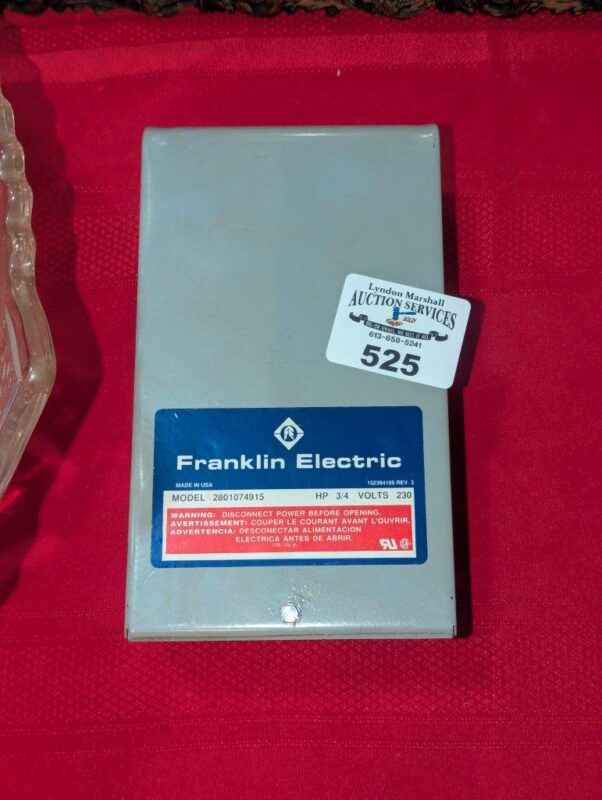 Lyndon Marshall
AUCTION SERVICES
613-650-5241
525
Franklin Electric
MADE IN USA
MODEL 2801074915 HP 3/4 VOLTS 230
WARNING: DISCONNECT POWER BEFORE OPENING.
AVERTISSEMENT: COUPER LE COURANT AVANT L'OUVRIR.
ADVERTENCIA: DESCONECTAR ALIMENTACION
ELECTRICA ANTES DE ABRIR.